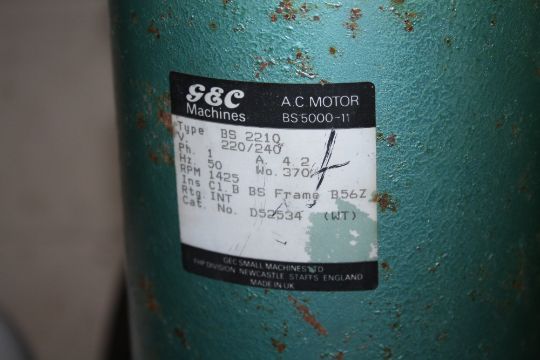 GEC
Machines
A.C MOTOR
BS 5000-11
Type BS 2210
V. 220/240
Ph. 1 A. 4.2
Hz. 50 Wo. 370
RPM 1425
Ins Cl. B BS Frame B56Z
Rtg INT
Cat. No. D52534 (WT)
GEC SMALL MACHINES LTD
FHP DIVISION NEWCASTLE STAFFS ENGLAND
MADE IN UK